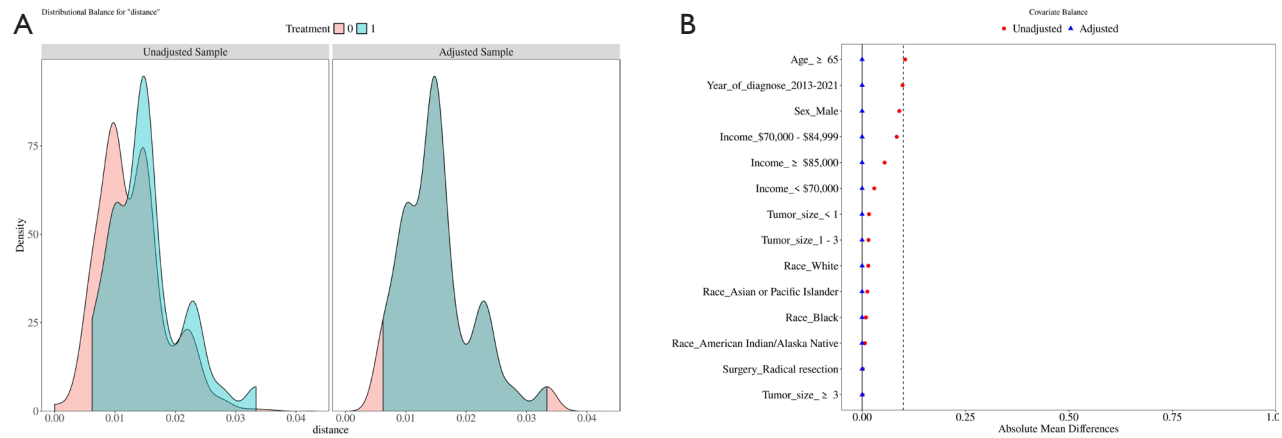 A
Distributional Balance for "distance"
Treatment 0 1
Unadjusted Sample
Adjusted Sample
Density
75
50
25
0
0.00 0.01 0.02 0.03 0.04
0.00 0.01 0.02 0.03 0.04
distance
B
Covariate Balance
Unadjusted Adjusted
Age_ ≥ 65
Year_of_diagnose_2013-2021
Sex_Male
Income_$70,000 - $84,999
Income_ ≥ $85,000
Income_< $70,000
Tumor_size_< 1
Tumor_size_1 - 3
Race_White
Race_Asian or Pacific Islander
Race_Black
Race_American Indian/Alaska Native
Surgery_Radical resection
Tumor_size_ ≥ 3
0.00 0.25 0.50 0.75 1.0
Absolute Mean Differences